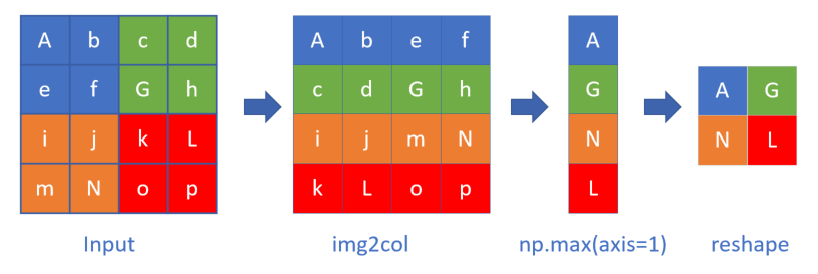 A b c d
e f G h
i j k L
m N o p
Input
A b e f
c d G h
i j m N
k L o p
img2col
A
G
N
L
np.max(axis=1)
A G
N L
reshape